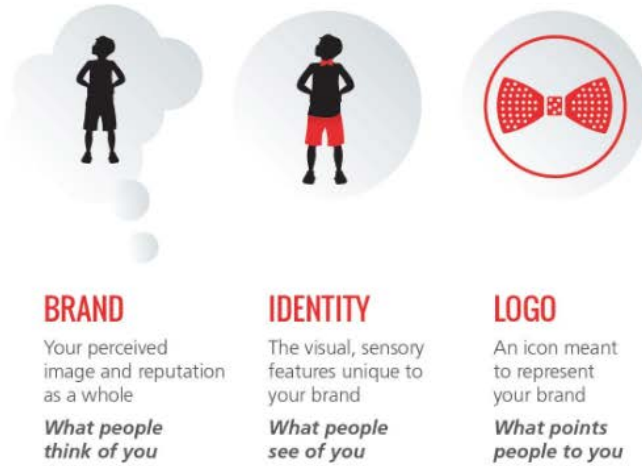 BRAND
Your perceived
image and reputation
as a whole
What people
think of you
IDENTITY
The visual, sensory
features unique to
your brand
What people
see of you
LOGO
An icon meant
to represent
your brand
What points
people to you